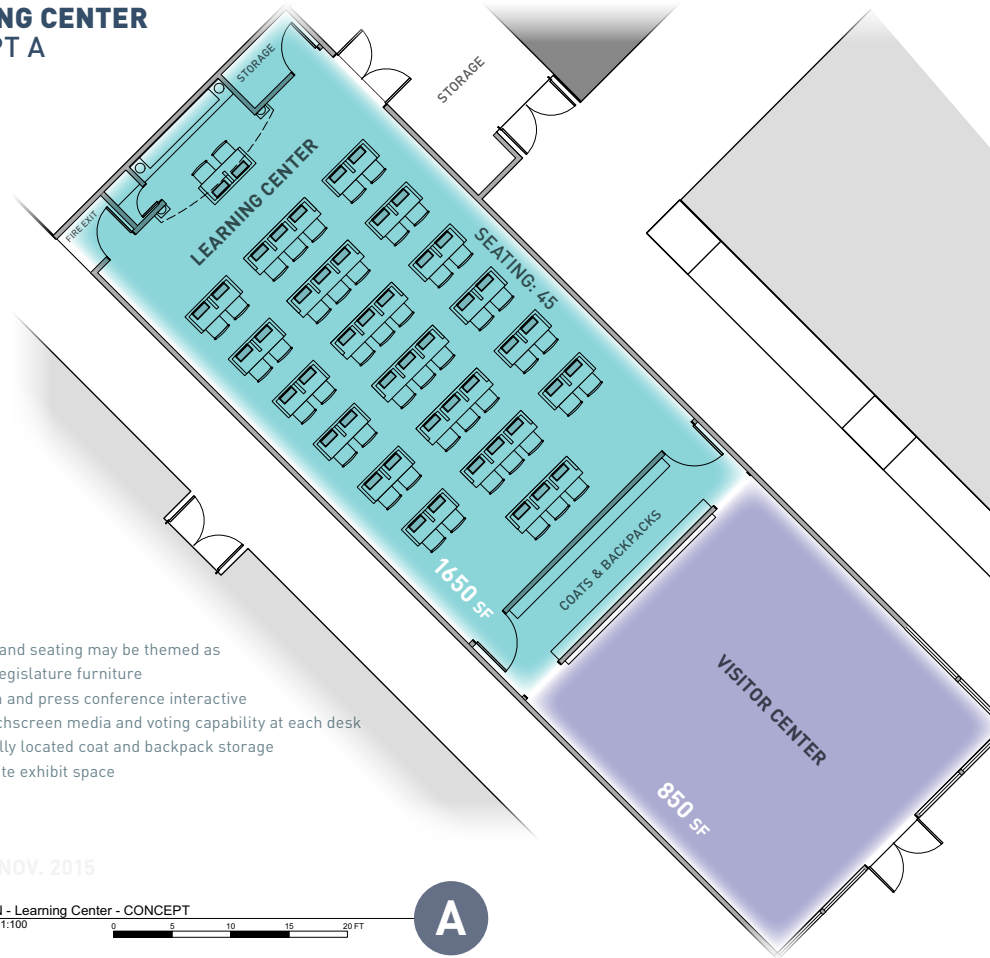 NG CENTER
PT A
STORAGE
STORAGE
LEARNING CENTER
FIRE EXIT
SEATING: 45
1650 SF
COATS & BACKPACKS
VISITOR CENTER
850 SF
and seating may be themed as
egislature furniture
and press conference interactive
chscreen media and voting capability at each desk
lly located coat and backpack storage
te exhibit space
NOV. 2015
- Learning Center - CONCEPT
1:100
0 5 10 15 20 FT
A